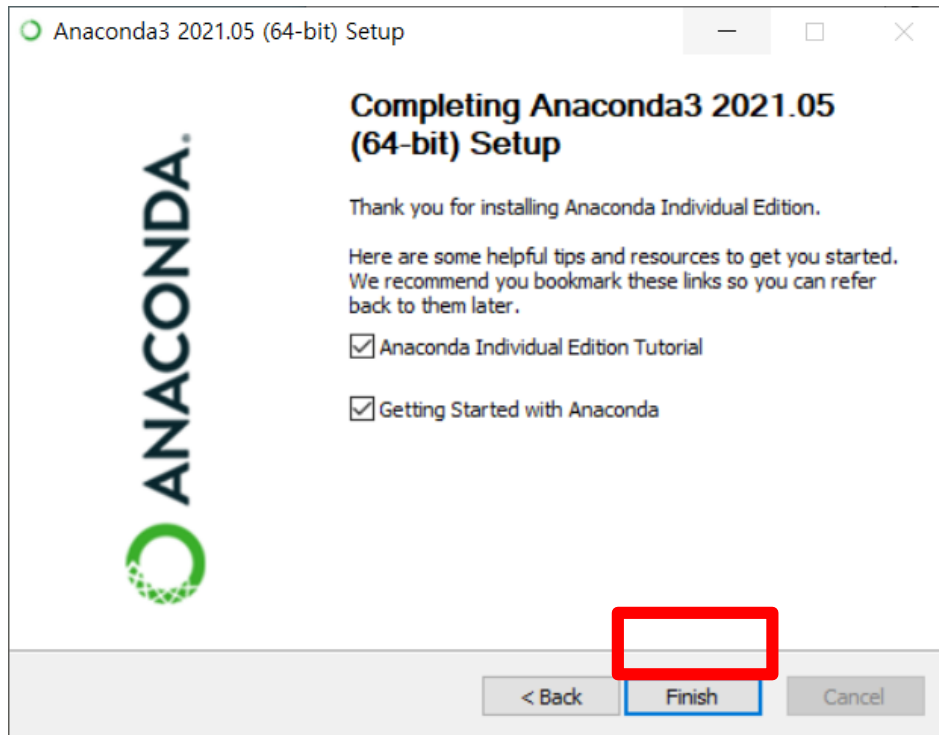 Anaconda3 2021.05 (64-bit) Setup
ANACONDA.
Completing Anaconda3 2021.05
(64-bit) Setup
Thank you for installing Anaconda Individual Edition.
Here are some helpful tips and resources to get you started.
We recommend you bookmark these links so you can refer
back to them later.
Anaconda Individual Edition Tutorial
Getting Started with Anaconda
< Back
Finish
Cancel